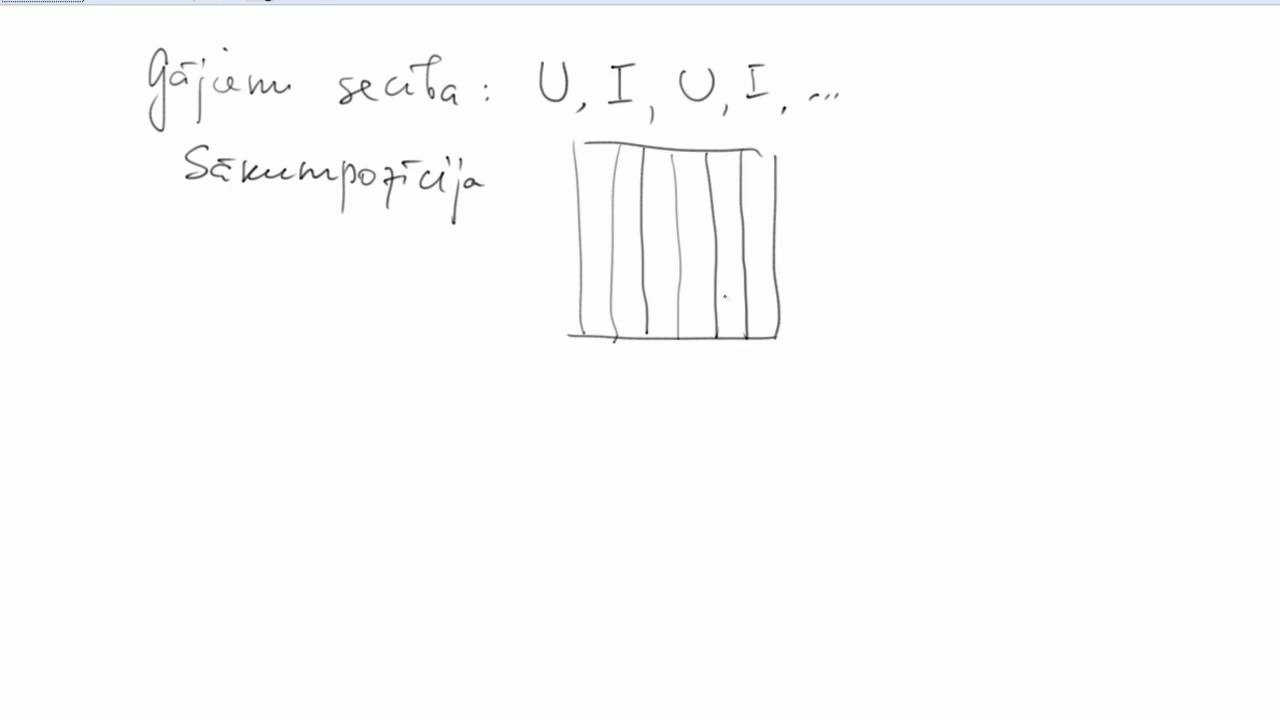 Gājienu secība: U, I, U, I, ...
Sākumpozīcija